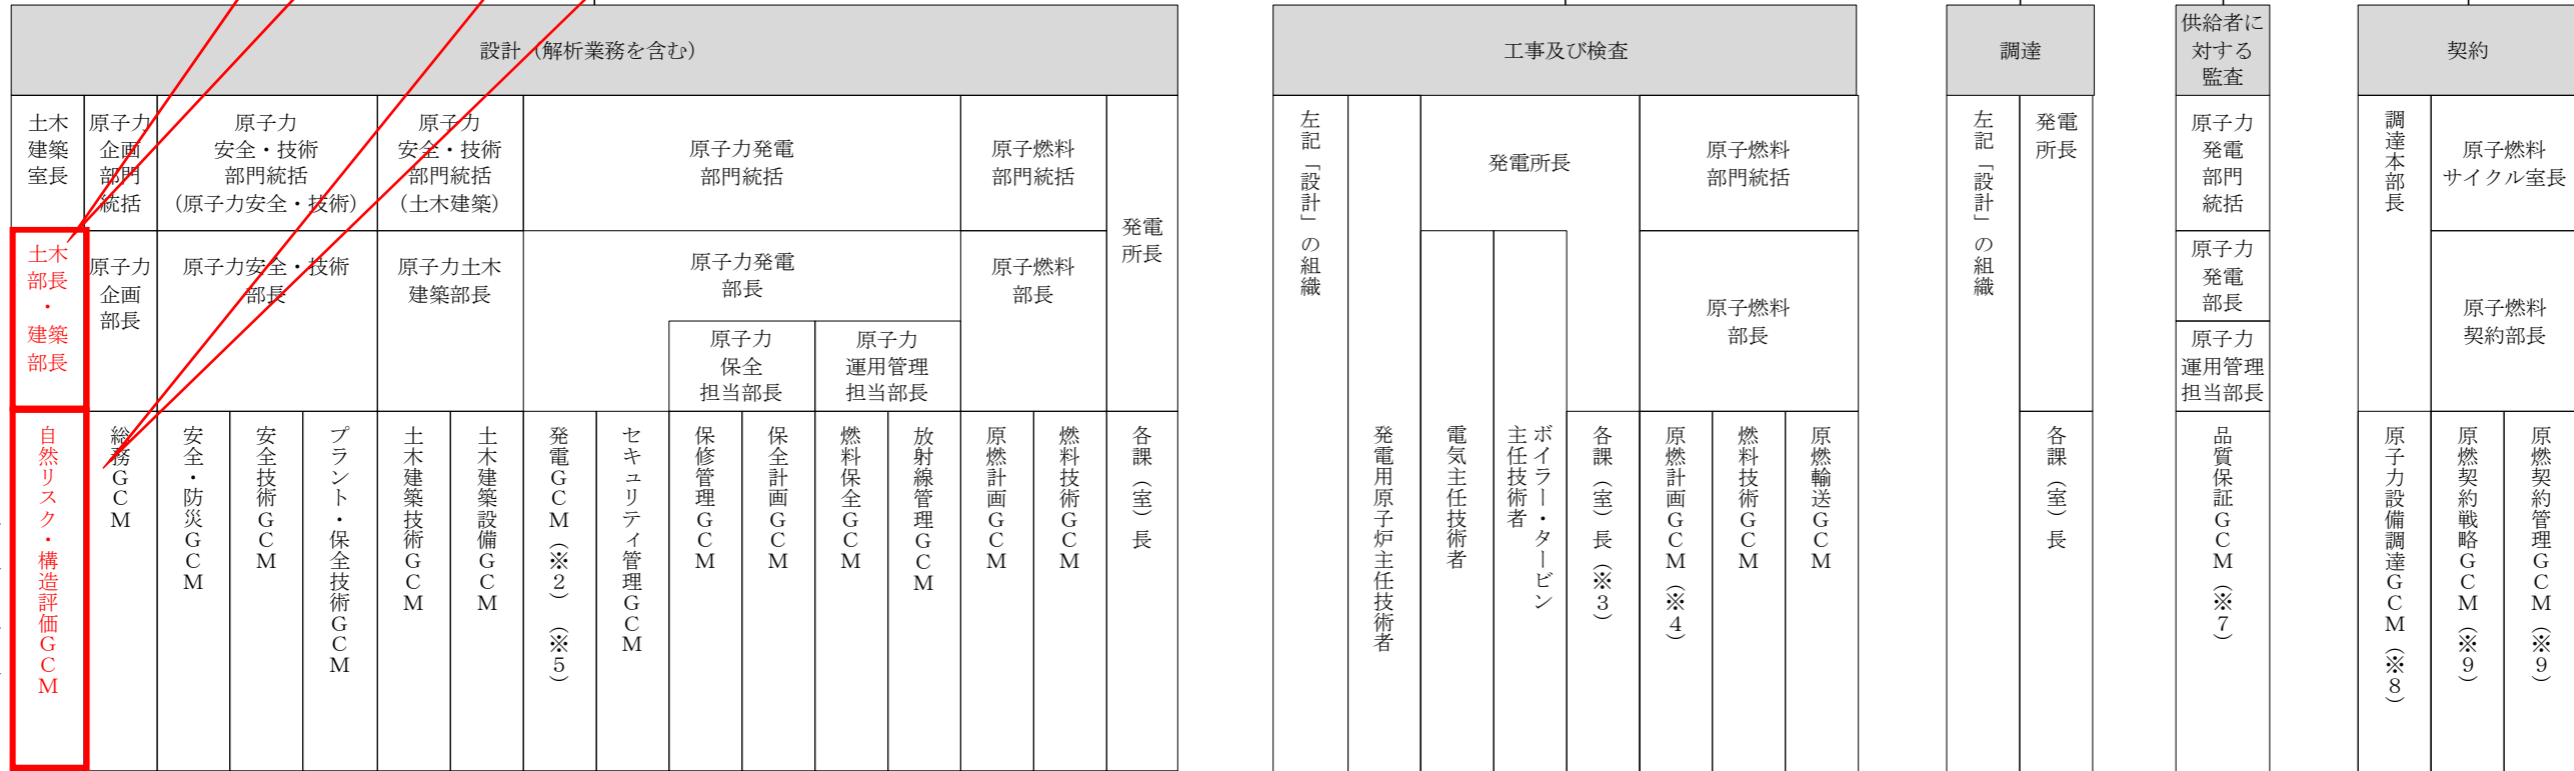 設計（解析業務を含む）
土木
建築
室長
原子力
企画
部門
統括
原子力
安全・技術
部門統括
（原子力安全・技術）
原子力
安全・技術
部門統括
（土木建築）
原子力発電
部門統括
原子燃料
部門統括
発電
所長
土木
部長
・
建築
部長
原子力
企画
部長
原子力安全・技術
部長
原子力土木
建築部長
原子力発電
部長
原子力
保全
担当部長
原子力
運用管理
担当部長
原子燃料
部長
自然リスク・構造評価ＧＣＭ
総務ＧＣＭ
安全・防災ＧＣＭ
安全技術ＧＣＭ
プラント・保全技術ＧＣＭ
土木建築技術ＧＣＭ
土木建築設備ＧＣＭ
発電ＧＣＭ（※２）（※５）
セキュリティ管理ＧＣＭ
保修管理ＧＣＭ
保全計画ＧＣＭ
燃料保全ＧＣＭ
放射線管理ＧＣＭ
原燃計画ＧＣＭ
燃料技術ＧＣＭ
各課（室）長
工事及び検査
左記「設計」の組織
発電用原子炉主任技術者
発電所長
電気主任技術者
ボイラー・タービン
主任技術者
各課（室）長（※３）
原子燃料
部門統括
原子燃料
部長
原燃計画ＧＣＭ（※４）
燃料技術ＧＣＭ
原燃輸送ＧＣＭ
調達
左記「設計」の組織
発電
所長
各課（室）長
供給者に
対する
監査
原子力
発電
部門
統括
原子力
発電
部長
原子力
運用管理
担当部長
品質保証ＧＣＭ（※７）
契約
調達本部長
原子燃料
サイクル室長
原子燃料
契約部長
原子力設備調達ＧＣＭ（※８）
原燃契約戦略ＧＣＭ（※９）
原燃契約管理ＧＣＭ（※９）